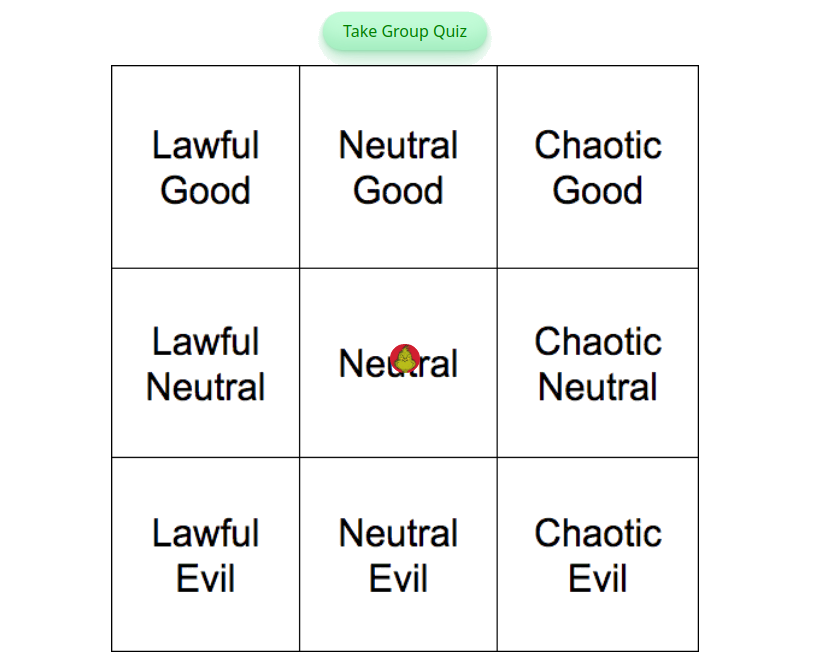 Take Group Quiz
Lawful
Good
Neutral
Good
Chaotic
Good
Lawful
Neutral
Neutral
Chaotic
Neutral
Lawful
Evil
Neutral
Evil
Chaotic
Evil